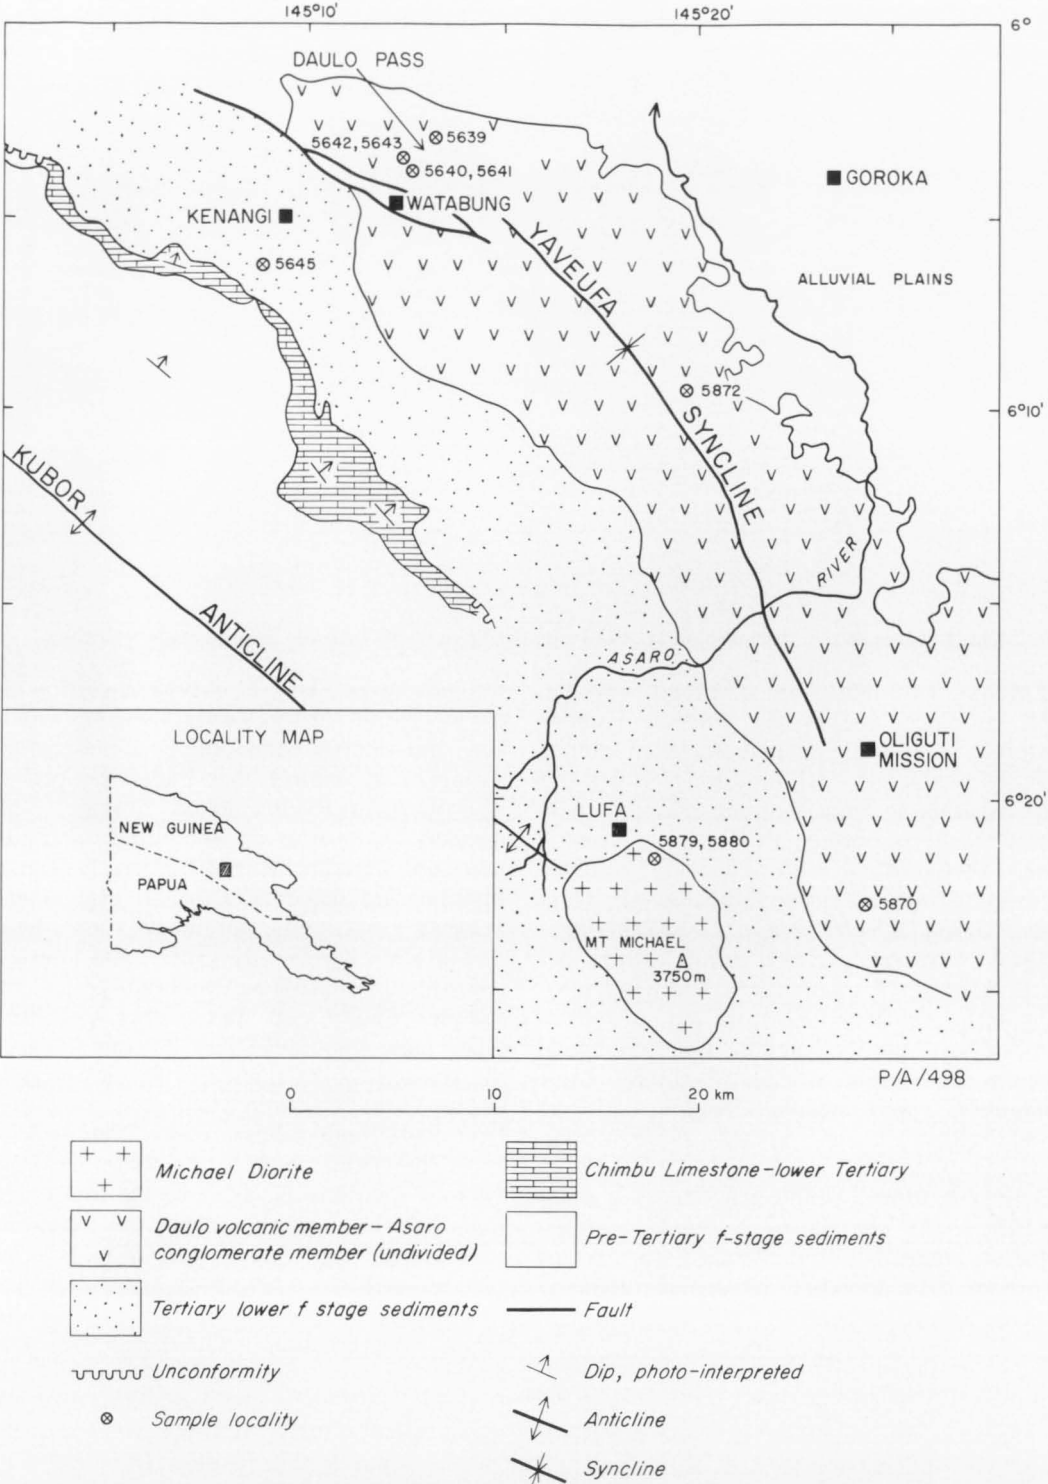 145°10'
145°20'
6°
DAULO PASS
5639
5642, 5643
5640, 5641
WATABUNG
GOROKA
KENANGI
5645
YAVEUFA
SYNCLINE
ALLUVIAL PLAINS
5872
6°10'
KUBOR
ANTICLINE
RIVER
ASARO
LOCALITY MAP
NEW GUINEA
PAPUA
OLIGUTI
MISSION
6°20'
LUFA
5879, 5880
5870
MT MICHAEL
3750m
P/A/498
0
10
20 km
Michael Diorite
Chimbu Limestone-lower Tertiary
Daulo volcanic member – Asaro
conglomerate member (undivided)
Pre-Tertiary f-stage sediments
Tertiary lower f stage sediments
Fault
Unconformity
Dip, photo-interpreted
Sample locality
Anticline
Syncline